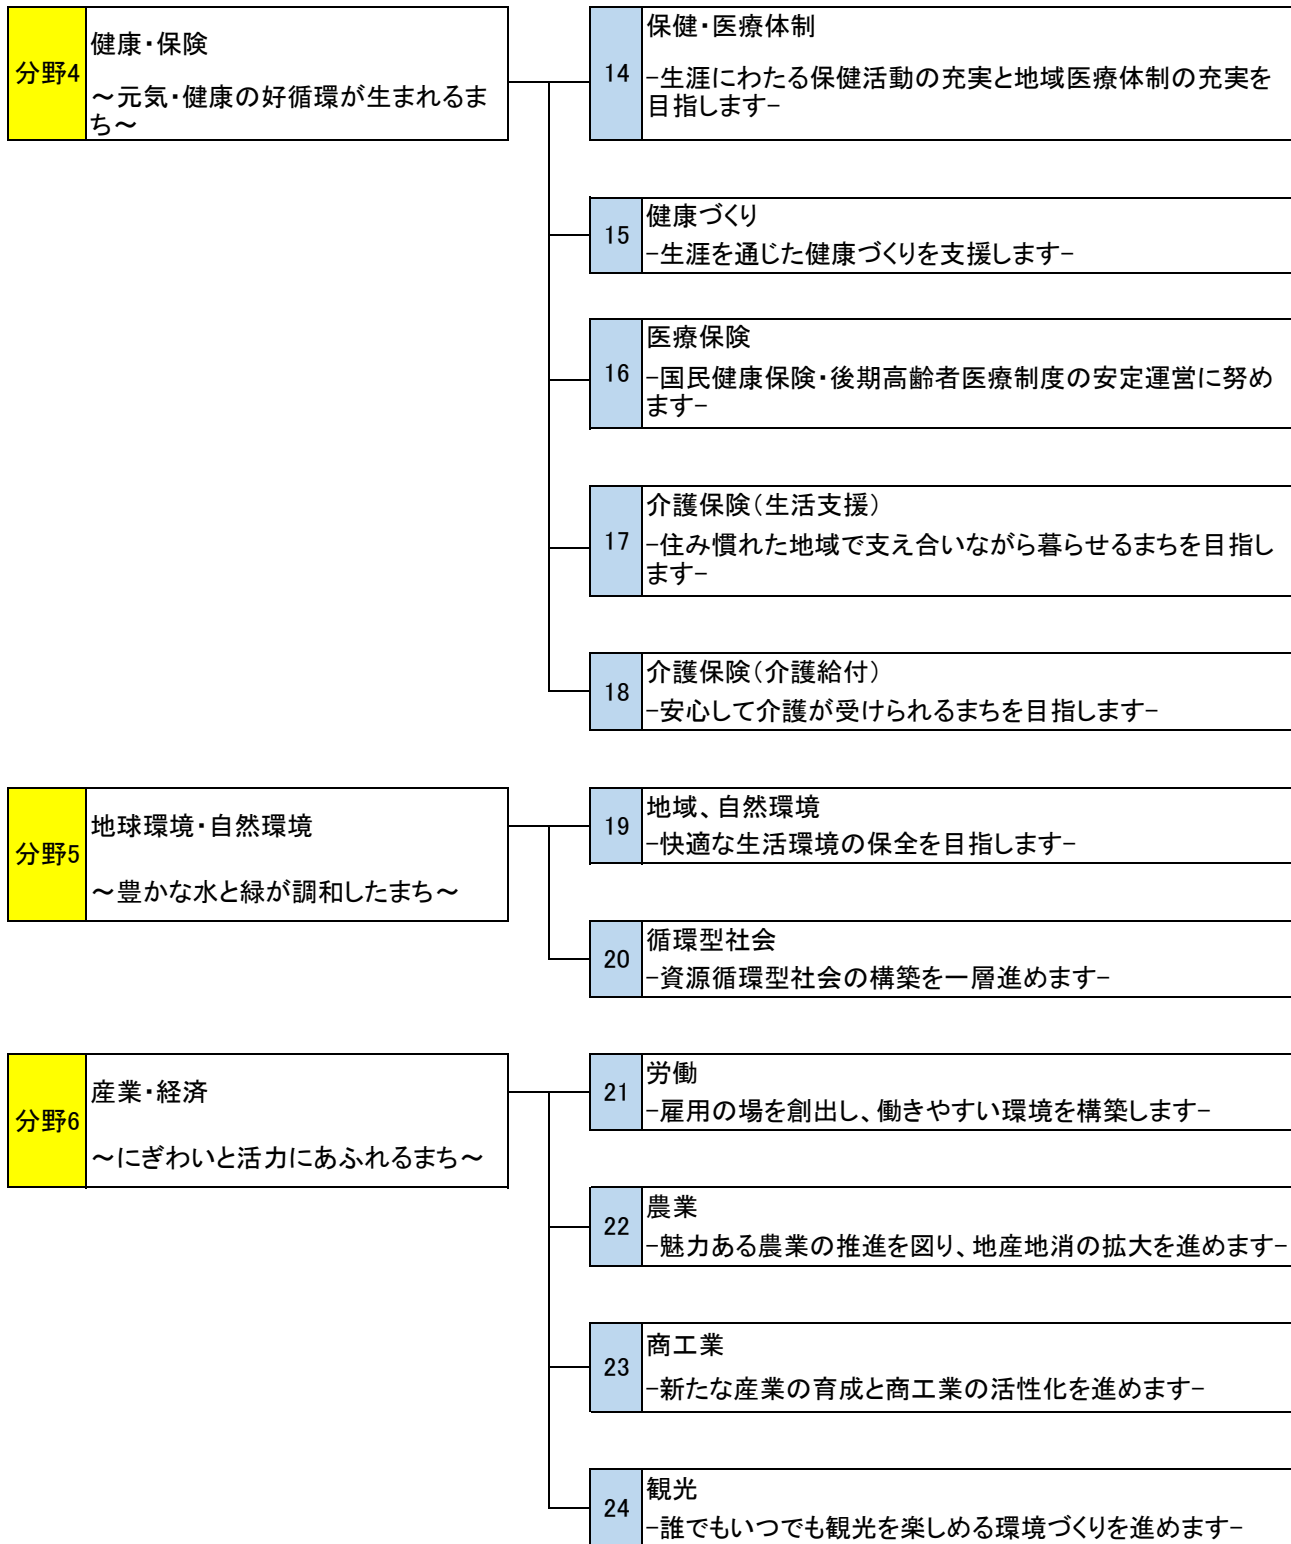 分野4
健康・保険
～元気・健康の好循環が生まれるま
ち～
14
保健・医療体制
−生涯にわたる保健活動の充実と地域医療体制の充実を
目指します−
15
健康づくり
−生涯を通じた健康づくりを支援します−
16
医療保険
−国民健康保険・後期高齢者医療制度の安定運営に努め
ます−
17
介護保険（生活支援）
−住み慣れた地域で支え合いながら暮らせるまちを目指し
ます−
18
介護保険（介護給付）
−安心して介護が受けられるまちを目指します−
分野5
地球環境・自然環境
～豊かな水と緑が調和したまち～
19
地域、自然環境
−快適な生活環境の保全を目指します−
20
循環型社会
−資源循環型社会の構築を一層進めます−
分野6
産業・経済
～にぎわいと活力にあふれるまち～
21
労働
−雇用の場を創出し、働きやすい環境を構築します−
22
農業
−魅力ある農業の推進を図り、地産地消の拡大を進めます−
23
商工業
−新たな産業の育成と商工業の活性化を進めます−
24
観光
−誰でもいつでも観光を楽しめる環境づくりを進めます−